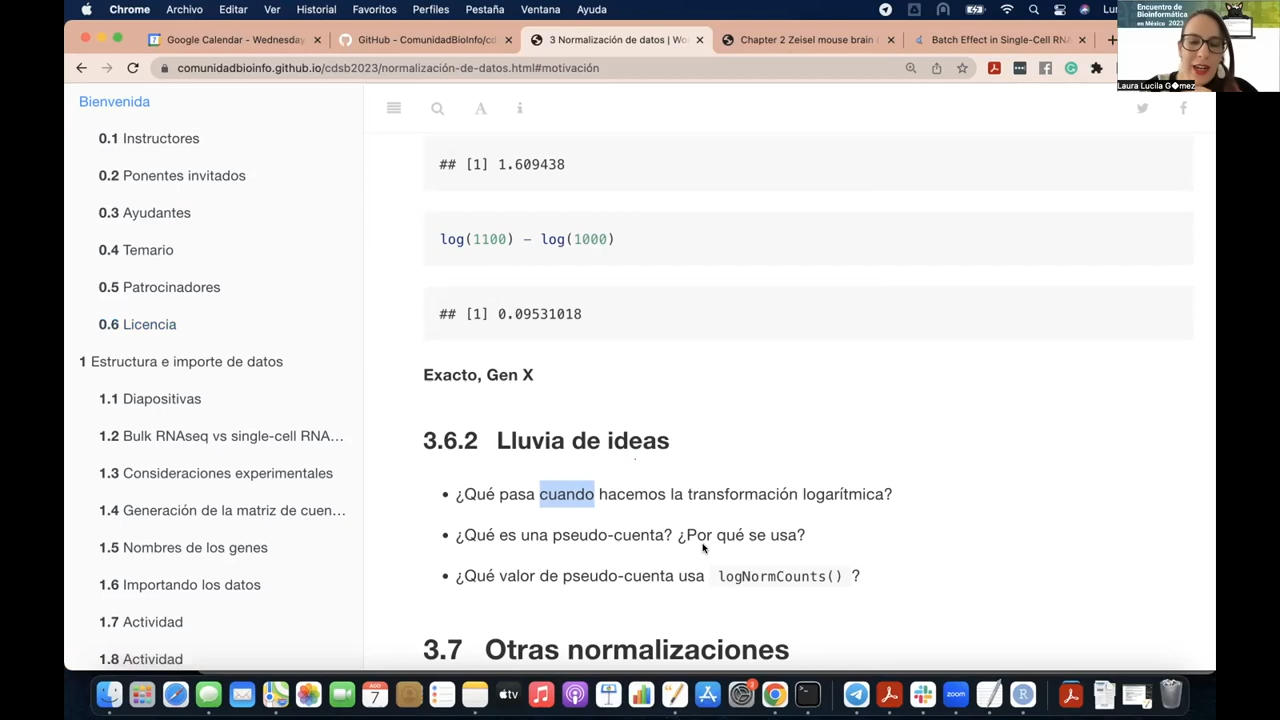 Chrome Archivo Editar Ver Historial Favoritos Perfiles Pestaña Ventana Ayuda
Encuentro de
Bioinformática
en México 2023
Laura Lucila G�mez
Google Calendar - Wednesday
GitHub - ComunidadBioInfo/cd
3 Normalización de datos | Wo
Chapter 2 Zeisel mouse brain
Batch Effect in Single-Cell RN
comunidadbioinfo.github.io/cdsb2023/normalización-de-datos.html#motivación
Bienvenida
0.1 Instructores
0.2 Ponentes invitados
0.3 Ayudantes
0.4 Temario
0.5 Patrocinadores
0.6 Licencia
1 Estructura e importe de datos
1.1 Diapositivas
1.2 Bulk RNAseq vs single-cell RNA…
1.3 Consideraciones experimentales
1.4 Generación de la matriz de cuen…
1.5 Nombres de los genes
1.6 Importando los datos
1.7 Actividad
1.8 Actividad
## [1] 1.609438
log(1100) - log(1000)
## [1] 0.09531018
Exacto, Gen X
3.6.2 Lluvia de ideas
• ¿Qué pasa cuando hacemos la transformación logarítmica?
• ¿Qué es una pseudo-cuenta? ¿Por qué se usa?
• ¿Qué valor de pseudo-cuenta usa logNormCounts() ?
3.7 Otras normalizaciones
AGO
7
tv
zoom